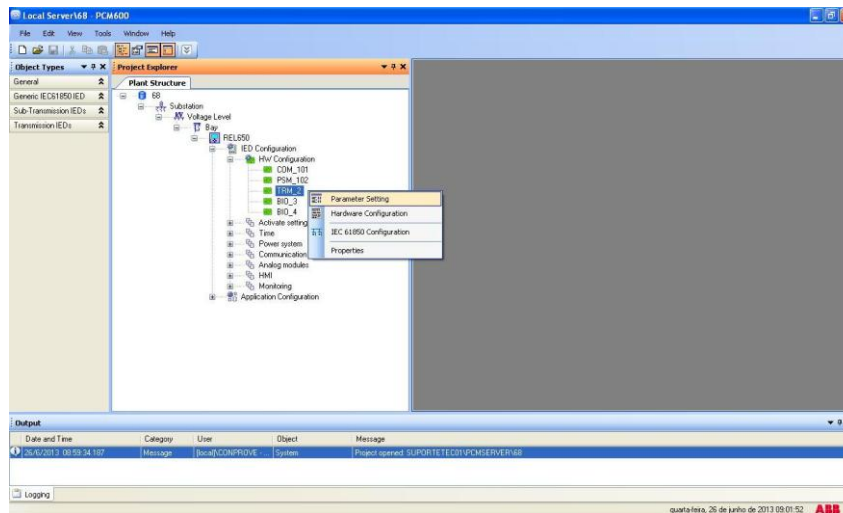 Local Server\68 - PCM600
File Edit View Tools Window Help
Object Types
Project Explorer
General
Plant Structure
Generic IEC61850 IED
68
Sub-Transmission IEDs
Substation
Voltage Level
Transmission IEDs
Bay
REL650
IED Configuration
HW Configuration
COM_101
PSM_102
TRM_2
Parameter Setting
BIO_3
BIO_4
Hardware Configuration
Activate setting
Time
IEC 61850 Configuration
Power system
Communication
Properties
Analog modules
HMI
Monitoring
Application Configuration
Output
Date and Time Category User Object Message
26/6/2013 08:59:34.187 Message [local]\CONPROVE - ... System Project opened: SUPORTETEC01\PCMSERVER\68
Logging
quarta-feira, 26 de junho de 2013 09:01:52 ABB